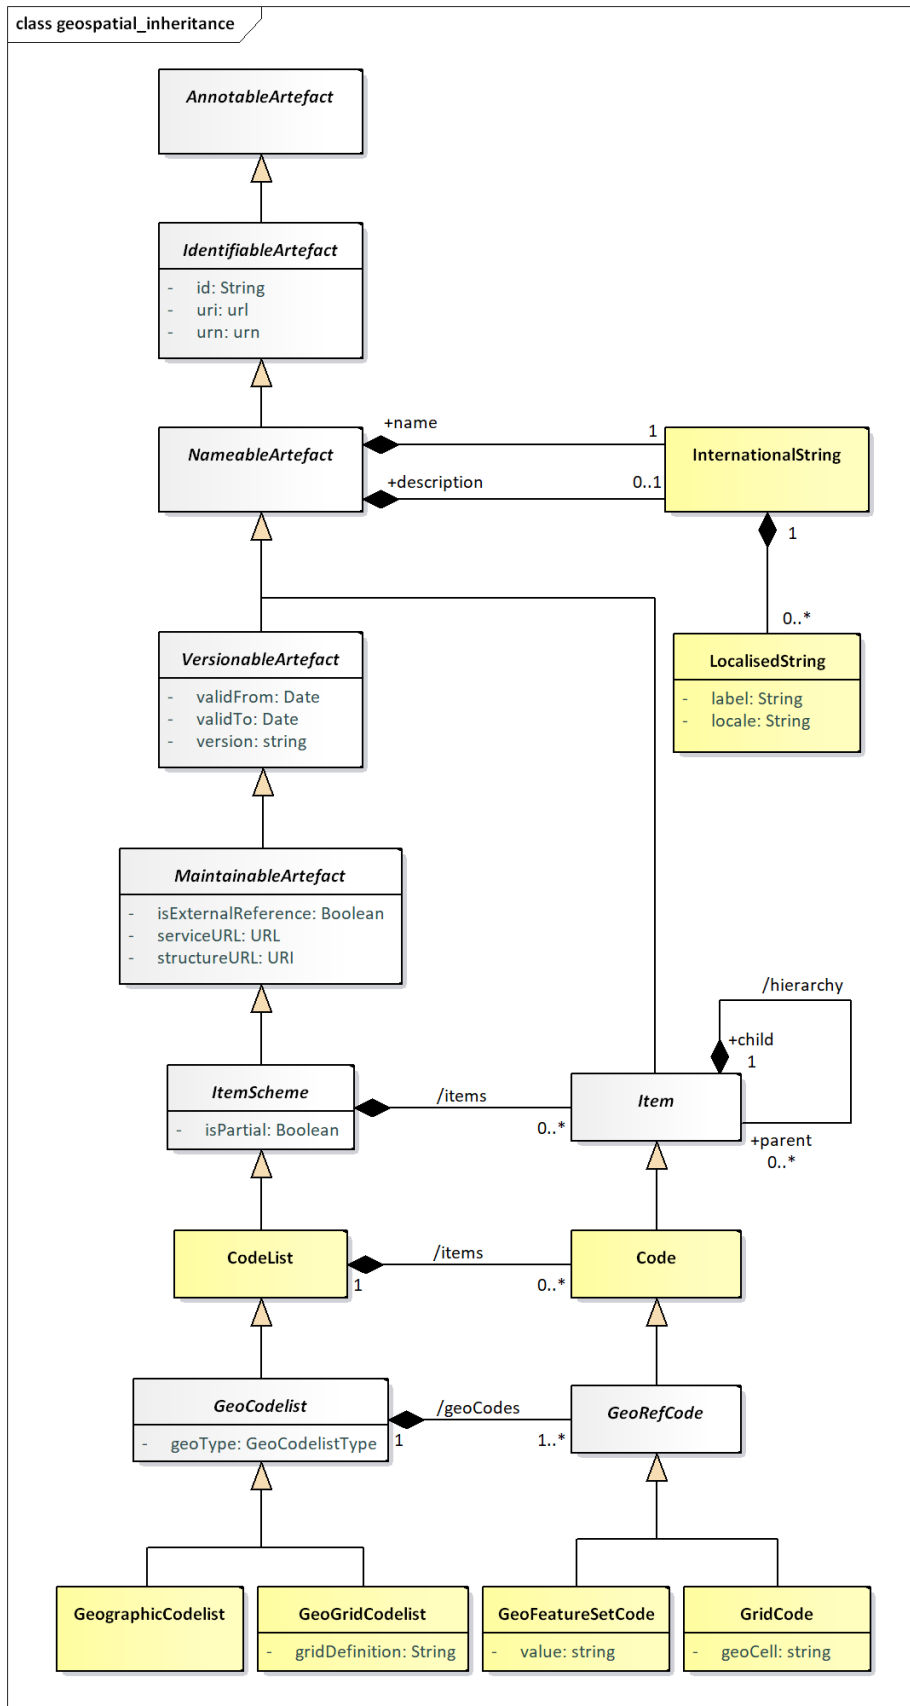 class geospatial_inheritance
AnnotableArtefact
IdentifiableArtefact
- id: String
- uri: url
- urn: urn
NameableArtefact
+name
1
+description
0..1
InternationalString
1
0..*
VersionableArtefact
- validFrom: Date
- validTo: Date
- version: string
LocalisedString
- label: String
- locale: String
MaintainableArtefact
- isExternalReference: Boolean
- serviceURL: URL
- structureURL: URI
/hierarchy
+child
1
ItemScheme
- isPartial: Boolean
/items
0..*
Item
+parent
0..*
CodeList
1
/items
0..*
Code
GeoCodelist
- geoType: GeoCodelistType
1
/geoCodes
1..*
GeoRefCode
GeographicCodelist
GeoGridCodelist
- gridDefinition: String
GeoFeatureSetCode
- value: string
GridCode
- geoCell: string